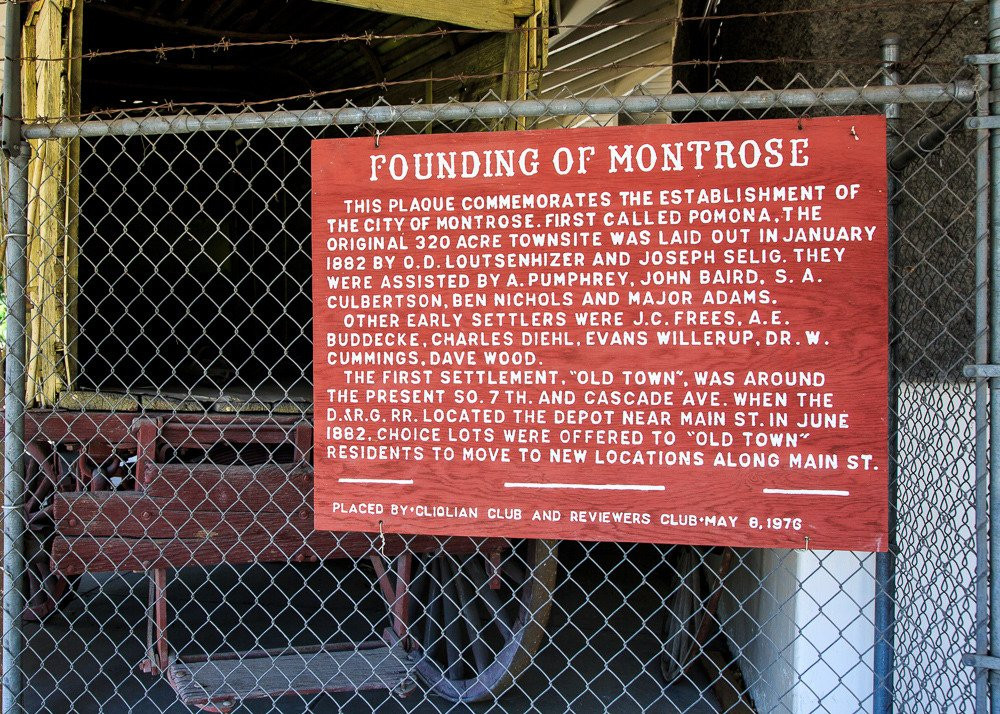 FOUNDING OF MONTROSE
THIS PLAQUE COMMEMORATES THE ESTABLISHMENT OF
THE CITY OF MONTROSE. FIRST CALLED POMONA, THE
ORIGINAL 320 ACRE TOWNSITE WAS LAID OUT IN JANUARY
1882 BY O.D. LOUTSENHIZER AND JOSEPH SELIG. THEY
WERE ASSISTED BY A. PUMPHREY, JOHN BAIRD, S. A.
CULBERTSON, BEN NICHOLS AND MAJOR ADAMS.
OTHER EARLY SETTLERS WERE J.C. FREES, A.E.
BUDDECKE, CHARLES DIEHL, EVANS WILLERUP, DR. W.
CUMMINGS, DAVE WOOD.
THE FIRST SETTLEMENT, "OLD TOWN", WAS AROUND
THE PRESENT SO. 7 TH. AND CASCADE AVE. WHEN THE
D.&R.G. RR. LOCATED THE DEPOT NEAR MAIN ST. IN JUNE
1882, CHOICE LOTS WERE OFFERED TO "OLD TOWN"
RESIDENTS TO MOVE TO NEW LOCATIONS ALONG MAIN ST.
PLACED BY•CLIOLIAN CLUB AND REVIEWERS CLUB•MAY 8, 1976